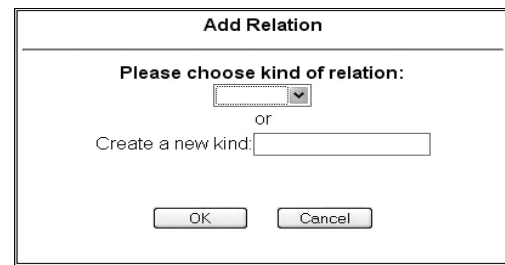 Add Relation
Please choose kind of relation:
or
Create a new kind:
OK Cancel